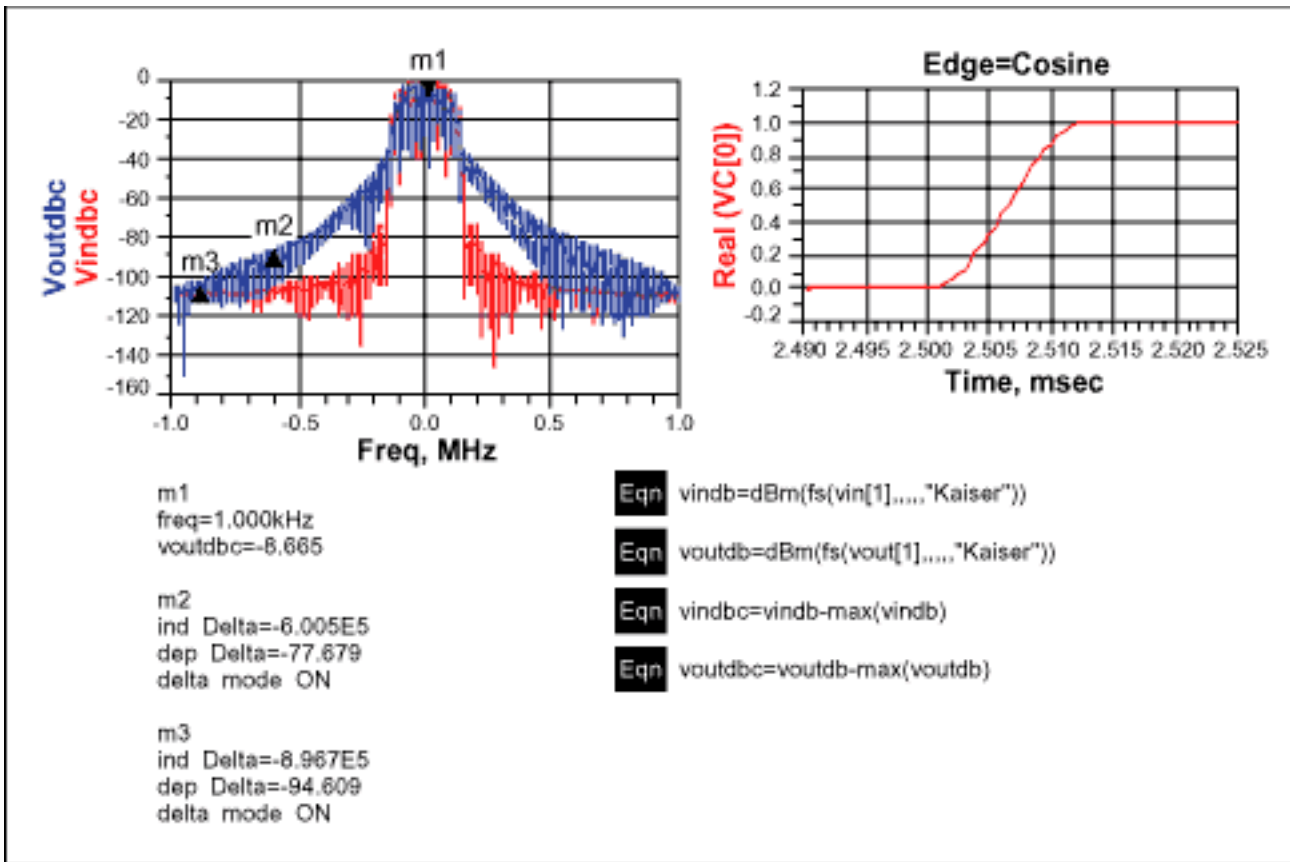 m1
0
-20
-40
-60
-80
-100
-120
-140
-160
m2
m3
Voutdbc
Vindbc
-1.0 -0.5 0.0 0.5 1.0
Freq, MHz
Edge=Cosine
1.2
1.0
0.8
0.6
0.4
0.2
0.0
-0.2
Real (VC[0])
2.490 2.495 2.500 2.505 2.510 2.515 2.520 2.525
Time, msec
m1
freq=1.000kHz
voutdbc=-8.665
m2
ind Delta=-6.005E5
dep Delta=-77.679
delta mode ON
m3
ind Delta=-8.967E5
dep Delta=-94.609
delta mode ON
Eqn vindb=dBm(fs(vin[1],,,,,"Kaiser"))
Eqn voutdb=dBm(fs(vout[1],,,,,"Kaiser"))
Eqn vindbc=vindb-max(vindb)
Eqn voutdbc=voutdb-max(voutdb)